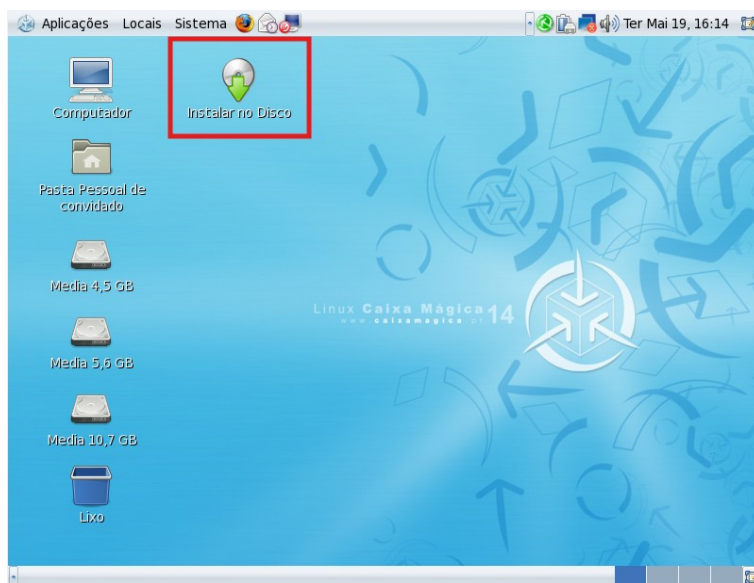 Aplicações Locais Sistema
Ter Mai 19, 16:14
Computador
Instalar no Disco
Pasta Pessoal de
convidado
Media 4,5 GB
Linux Caixa Mágica 14
www.caixamagica.pt
Media 5,6 GB
Media 10,7 GB
Lixo